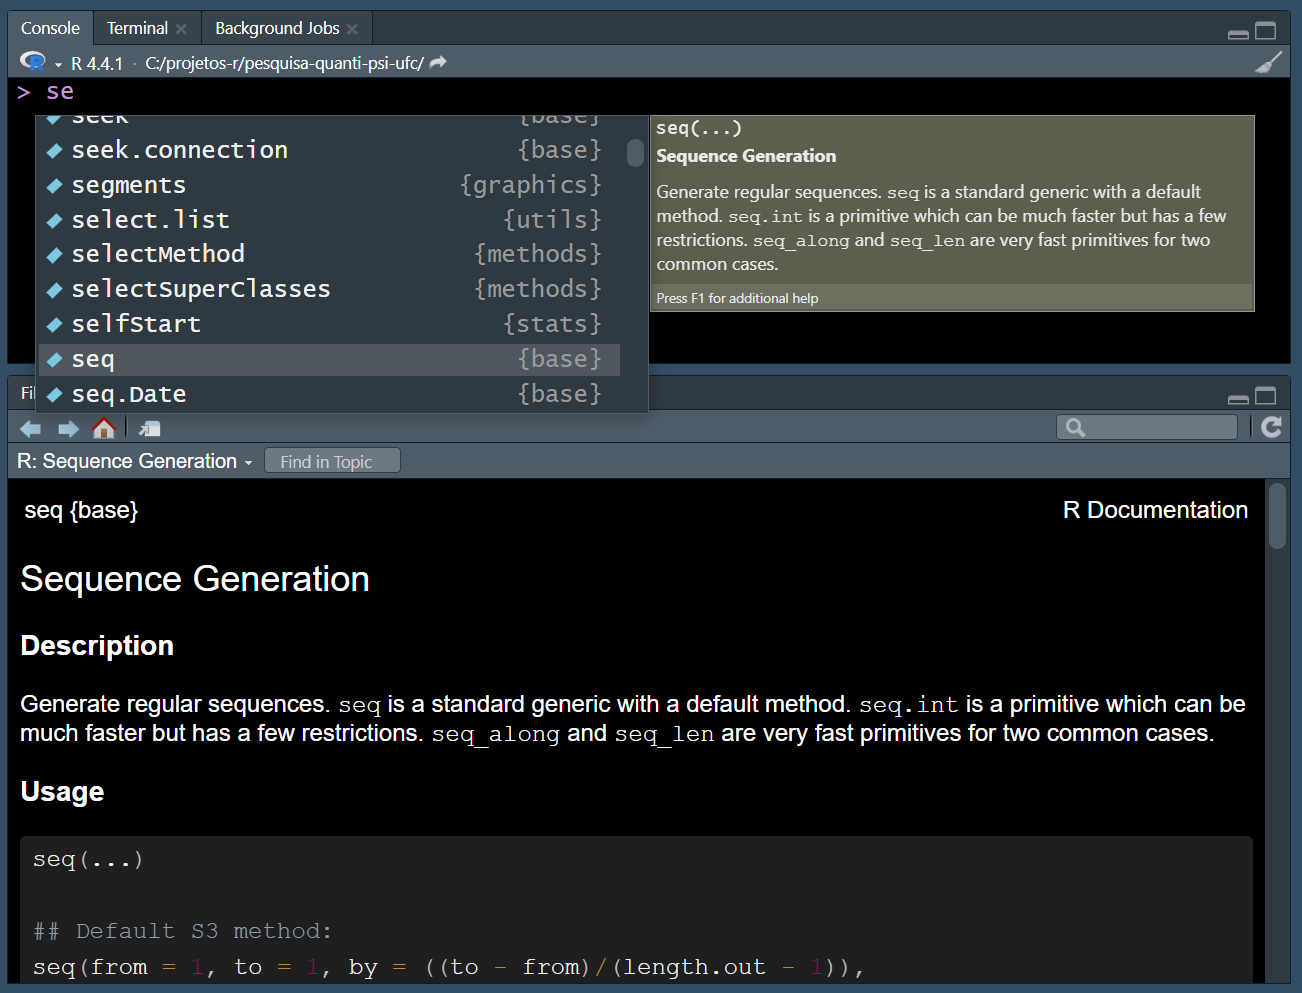 Console Terminal Background Jobs
R R 4.4.1 · C:/projetos-r/pesquisa-quanti-psi-ufc/
> se
seek {base}
seek.connection {base}
segments {graphics}
select.list {utils}
selectMethod {methods}
selectSuperClasses {methods}
selfStart {stats}
seq {base}
seq.Date {base}
seq(...)
Sequence Generation
Generate regular sequences. seq is a standard generic with a default
method. seq.int is a primitive which can be much faster but has a few
restrictions. seq_along and seq_len are very fast primitives for two
common cases.
Press F1 for additional help
R: Sequence Generation Find in Topic
seq {base} R Documentation
Sequence Generation
Description
Generate regular sequences. seq is a standard generic with a default method. seq.int is a primitive which can be
much faster but has a few restrictions. seq_along and seq_len are very fast primitives for two common cases.
Usage
seq(...)
## Default S3 method:
seq(from = 1, to = 1, by = ((to - from)/(length.out - 1)),